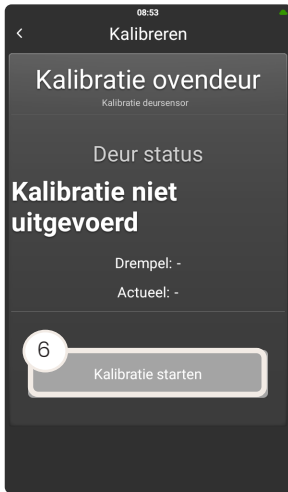 08:53
Kalibreren
Kalibratie ovendeur
Kalibratie deursensor
Deur status
Kalibratie niet
uitgevoerd
Drempel: -
Actueel: -
6
Kalibratie starten